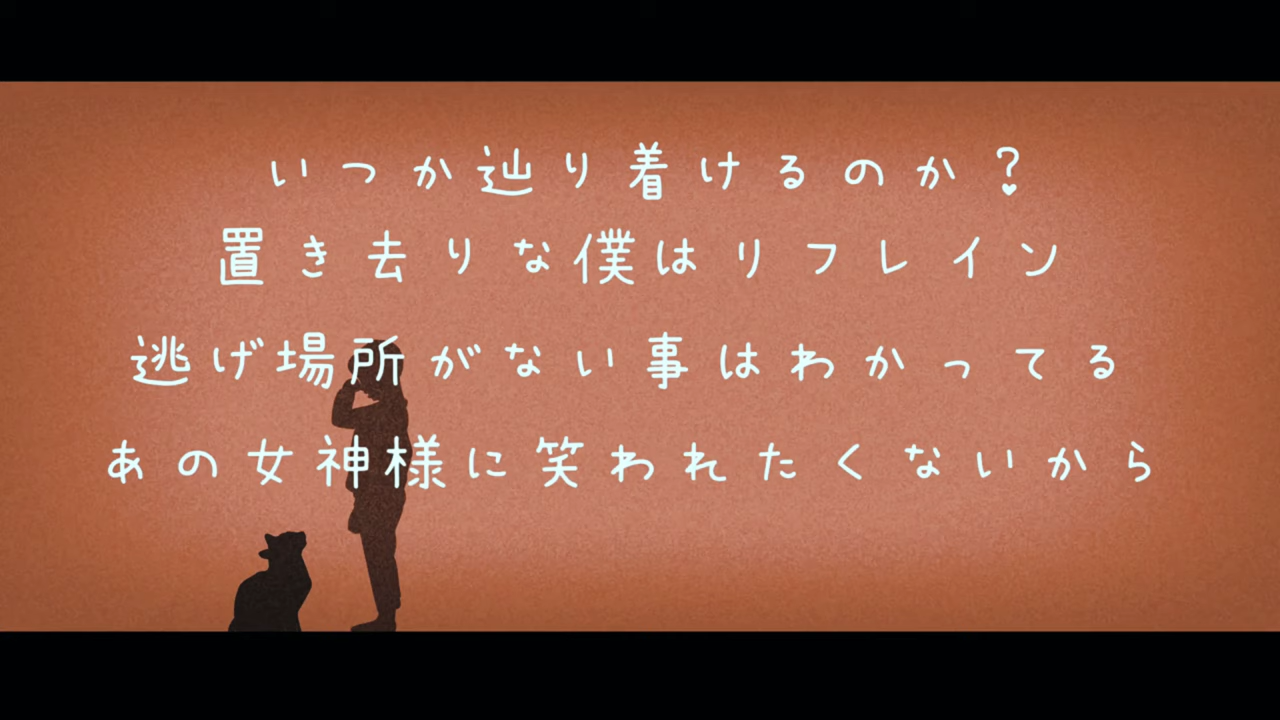 いつか辿り着けるのか?
置き去りな僕はリフレイン
逃げ場所がない事はわかってる
あの女神様に笑われたくないから